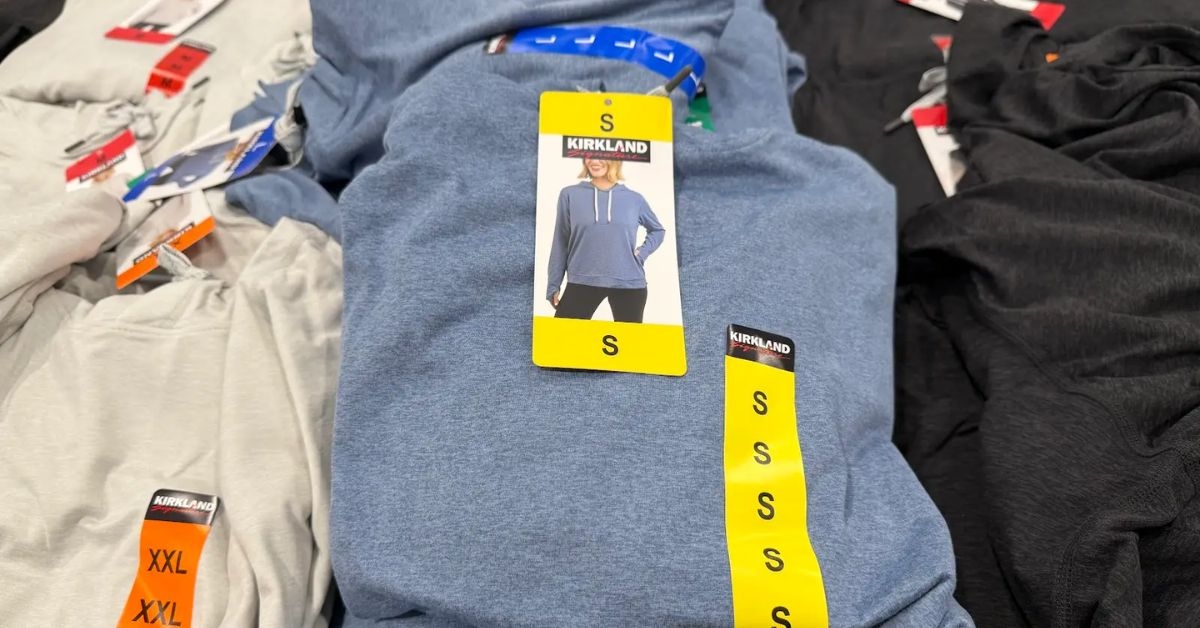 L L L L
M
S
KIRKLAND
Signature
S
KIRKLAND
Signature
S
S
S
S
S
KIRKLAND
Signature
XXL
XXL